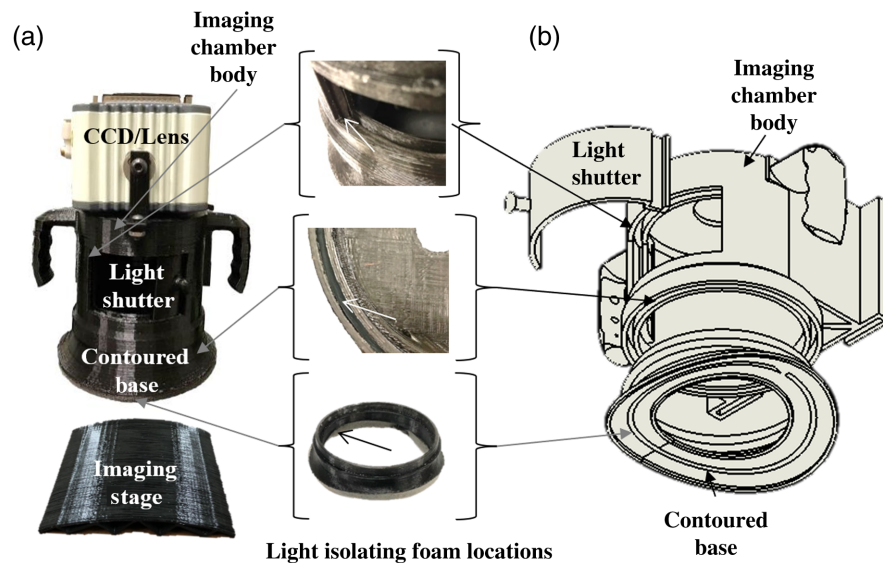 (a)
Imaging
chamber
body
CCD/Lens
Light
shutter
Contoured
base
Imaging
stage
Light isolating foam locations
(b)
Imaging
chamber
body
Light
shutter
Contoured
base